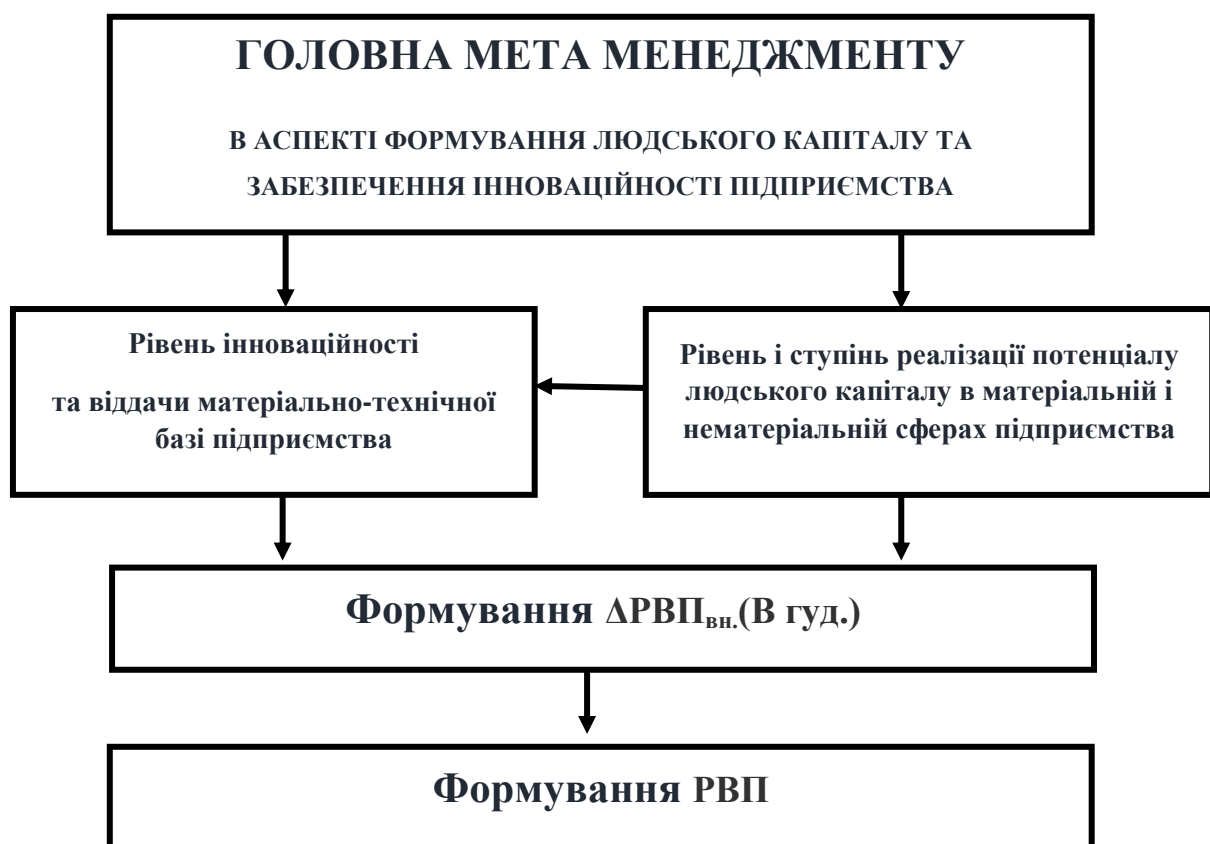 ГОЛОВНА МЕТА МЕНЕДЖМЕНТУ
В АСПЕКТІ ФОРМУВАННЯ ЛЮДСЬКОГО КАПІТАЛУ ТА
ЗАБЕЗПЕЧЕННЯ ІННОВАЦІЙНОСТІ ПІДПРИЄМСТВА
Рівень інноваційності
та віддачи матеріально-технічної
базі підприємства
Рівень і ступінь реалізації потенціалу
людського капіталу в матеріальній і
нематеріальній сферах підприємства
Формування ΔРВПвн.(В гуд.)
Формування РВП